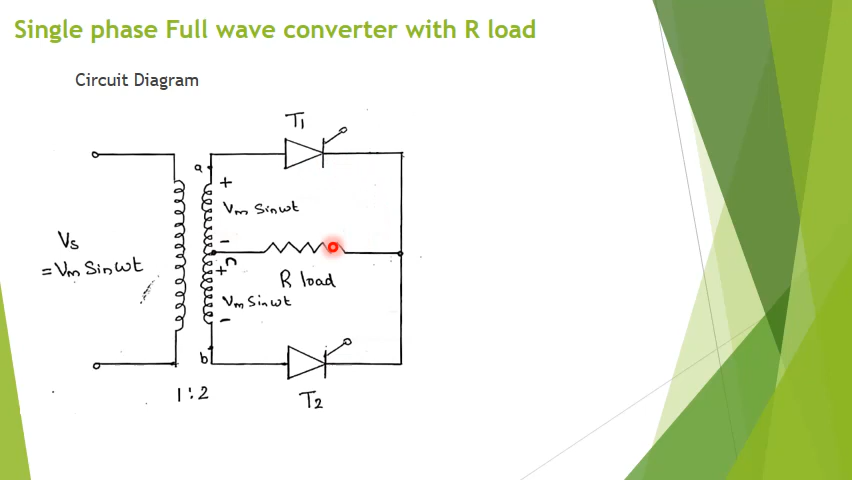 Single phase Full wave converter with R load
Circuit Diagram
T1
a
+
Vm Sinωt
-
Vs
= Vm Sinωt
n
+
R load
Vm Sinωt
-
b
1:2
T2